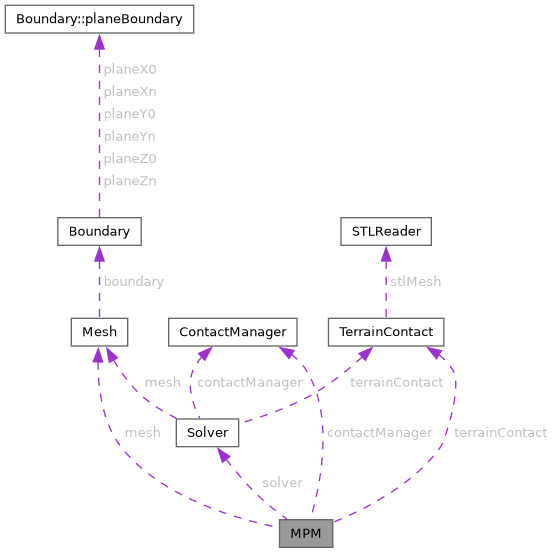 Boundary::planeBoundary
planeX0
planeXn
planeY0
planeYn
planeZ0
planeZn
Boundary
STLReader
boundary
stlMesh
Mesh
ContactManager
TerrainContact
mesh
contactManager
terrainContact
Solver
mesh
contactManager
terrainContact
solver
MPM